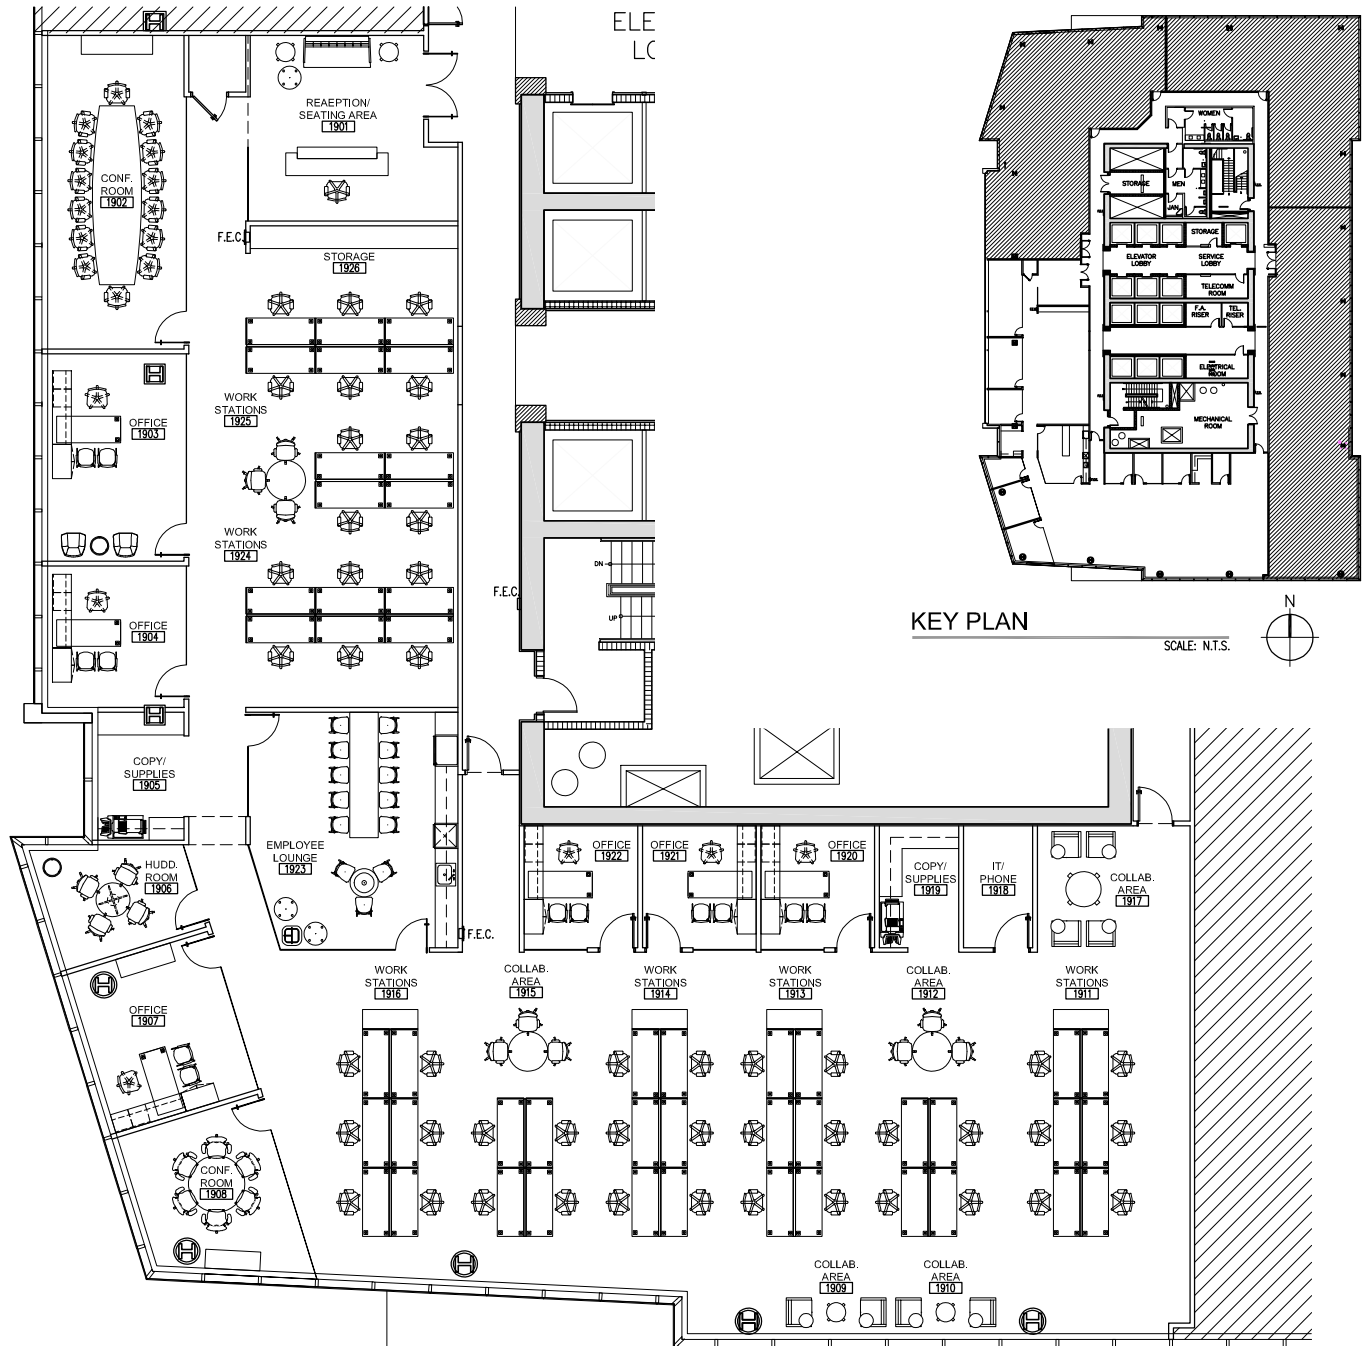 ELE
LO
REAEPTION/
SEATING AREA
1901
CONF.
ROOM
1902
F.E.C.
STORAGE
1926
WORK
STATIONS
1925
OFFICE
1903
WORK
STATIONS
1924
OFFICE
1904
F.E.C.
DN
UP
COPY/
SUPPLIES
1905
HUDD.
ROOM
1906
EMPLOYEE
LOUNGE
1923
F.E.C.
OFFICE
1922
OFFICE
1921
OFFICE
1920
COPY/
SUPPLIES
1919
IT/
PHONE
1918
COLLAB.
AREA
1917
OFFICE
1907
WORK
STATIONS
1916
COLLAB.
AREA
1915
WORK
STATIONS
1914
WORK
STATIONS
1913
COLLAB.
AREA
1912
WORK
STATIONS
1911
CONF.
ROOM
1908
COLLAB.
AREA
1909
COLLAB.
AREA
1910
WOMEN
STORAGE
MEN
JAN.
STORAGE
ELEVATOR
LOBBY
SERVICE
LOBBY
TELECOMM
ROOM
F.A.
RISER
TEL.
RISER
ELECTRICAL
ROOM
MECHANICAL
ROOM
KEY PLAN
SCALE: N.T.S.
N